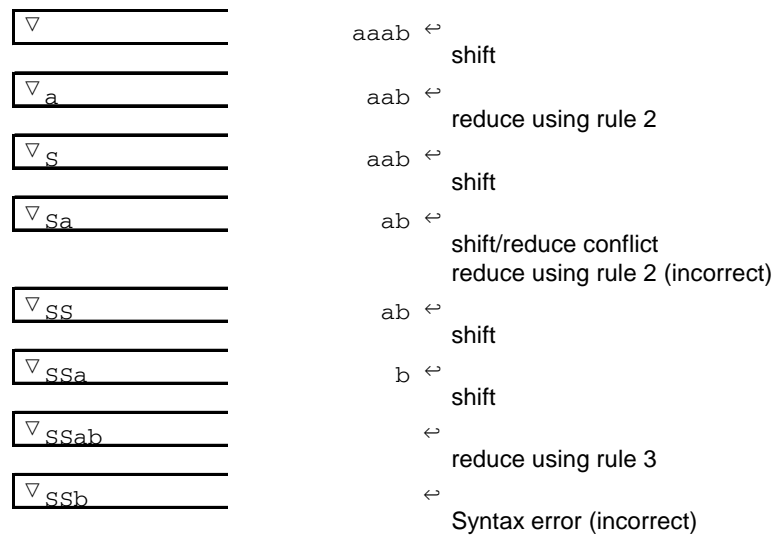 ▽ aaab ↩
shift
▽a aab ↩
reduce using rule 2
▽S aab ↩
shift
▽Sa ab ↩
shift/reduce conflict
reduce using rule 2 (incorrect)
▽SS ab ↩
shift
▽SSa b ↩
shift
▽SSab ↩
reduce using rule 3
▽SSb ↩
Syntax error (incorrect)